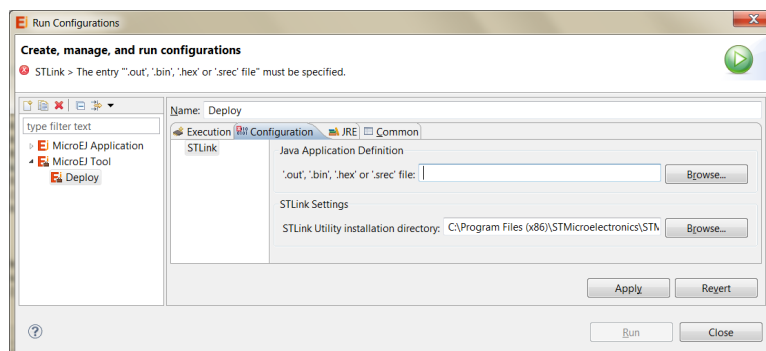 Run Configurations
Create, manage, and run configurations
STLink > The entry "'.out', '.bin', '.hex' or '.srec' file" must be specified.
type filter text
MicroEJ Application
MicroEJ Tool
Deploy
Name: Deploy
Execution Configuration JRE Common
STLink
Java Application Definition
'.out', '.bin', '.hex' or '.srec' file: Browse...
STLink Settings
STLink Utility installation directory: C:\Program Files (x86)\STMicroelectronics\STM Browse...
Apply Revert
Run Close